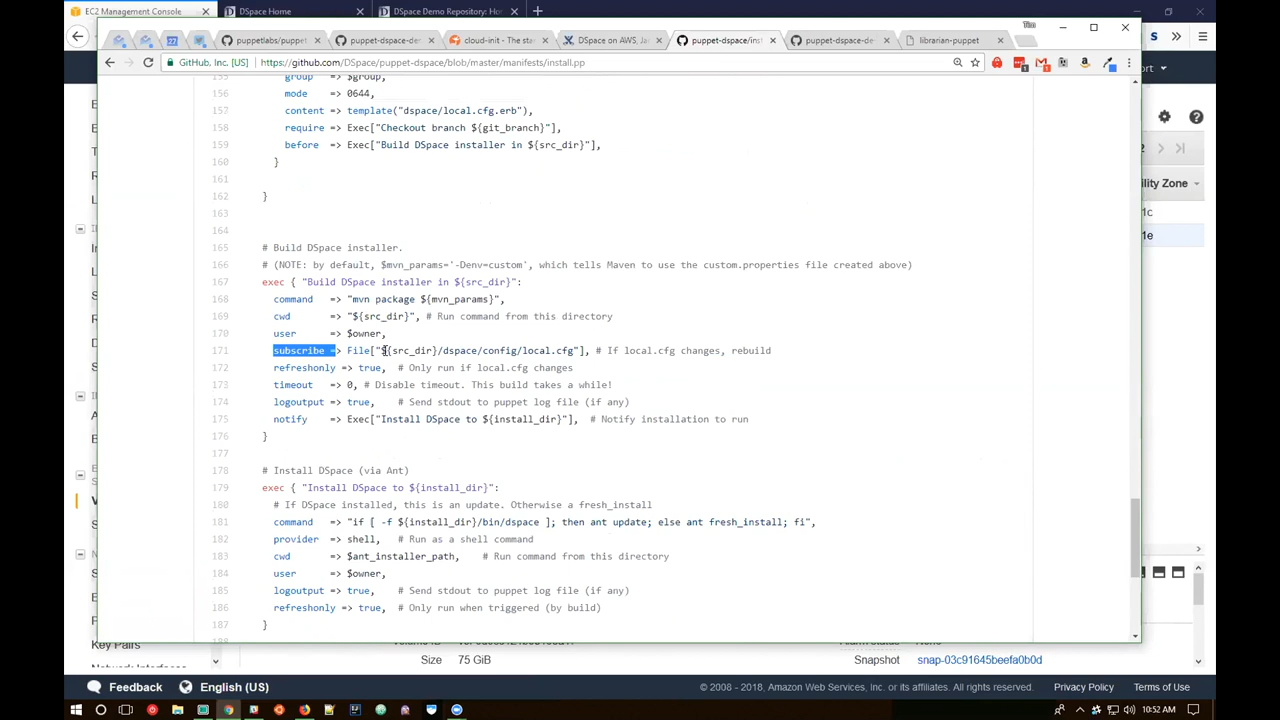 EC2 Management Console
DSpace Home
DSpace Demo Repository: Ho
Tim
puppetlabs/puppet
puppet-dspace-de
cloud-init - The sta
DSpace on AWS, Ja
puppet-dspace/inst
puppet-dspace-de
librarian-puppet
GitHub, Inc. [US]
https://github.com/DSpace/puppet-dspace/blob/master/manifests/install.pp
155 group => $group,
156 mode => 0644,
157 content => template("dspace/local.cfg.erb"),
158 require => Exec["Checkout branch ${git_branch}"],
159 before => Exec["Build DSpace installer in ${src_dir}"],
160 }
161
162 }
163
164
165 # Build DSpace installer.
166 # (NOTE: by default, $mvn_params='-Denv=custom', which tells Maven to use the custom.properties file created above)
167 exec { "Build DSpace installer in ${src_dir}":
168 command => "mvn package ${mvn_params}",
169 cwd => "${src_dir}", # Run command from this directory
170 user => $owner,
171 subscribe => File["${src_dir}/dspace/config/local.cfg"], # If local.cfg changes, rebuild
172 refreshonly => true, # Only run if local.cfg changes
173 timeout => 0, # Disable timeout. This build takes a while!
174 logoutput => true, # Send stdout to puppet log file (if any)
175 notify => Exec["Install DSpace to ${install_dir}"], # Notify installation to run
176 }
177
178 # Install DSpace (via Ant)
179 exec { "Install DSpace to ${install_dir}":
180 # If DSpace installed, this is an update. Otherwise a fresh_install
181 command => "if [ -f ${install_dir}/bin/dspace ]; then ant update; else ant fresh_install; fi",
182 provider => shell, # Run as a shell command
183 cwd => $ant_installer_path, # Run command from this directory
184 user => $owner,
185 logoutput => true, # Send stdout to puppet log file (if any)
186 refreshonly => true, # Only run when triggered (by build)
187 }
ort
ility Zone
1c
1e
Key Pairs
Size 75 GiB
Snapshot snap-03c91645beefa0b0d
Feedback
English (US)
© 2008 - 2018, Amazon Web Services, Inc. or its affiliates. All rights reserved.
Privacy Policy
Terms of Use
10:52 AM